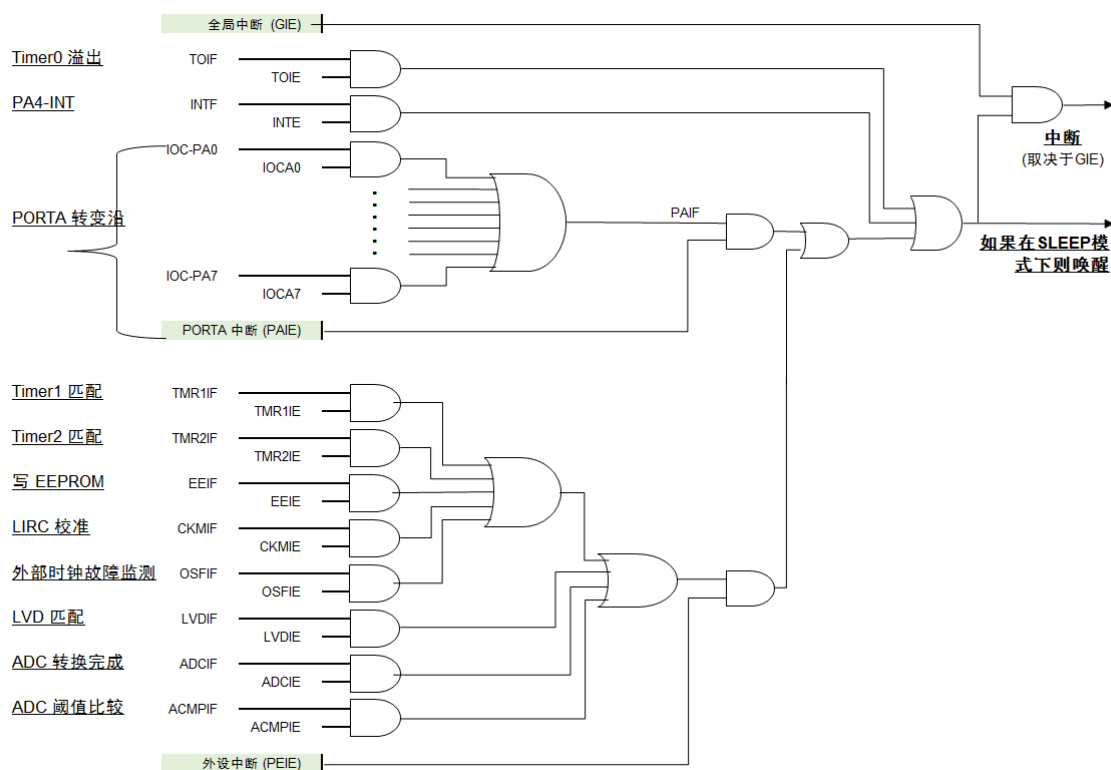 全局中断 (GIE)
Timer0 溢出
TOIF
TOIE
PA4-INT
INTF
INTE
中断
(取决于GIE)
IOC-PA0
IOCA0
PORTA 转变沿
PAIF
如果在SLEEP模
式下则唤醒
IOC-PA7
IOCA7
PORTA 中断 (PAIE)
Timer1 匹配
TMR1IF
TMR1IE
Timer2 匹配
TMR2IF
TMR2IE
写 EEPROM
EEIF
EEIE
LIRC 校准
CKMIF
CKMIE
外部时钟故障监测
OSFIF
OSFIE
LVD 匹配
LVDIF
LVDIE
ADC 转换完成
ADCIF
ADCIE
ADC 阈值比较
ACMPIF
ACMPIE
外设中断 (PEIE)